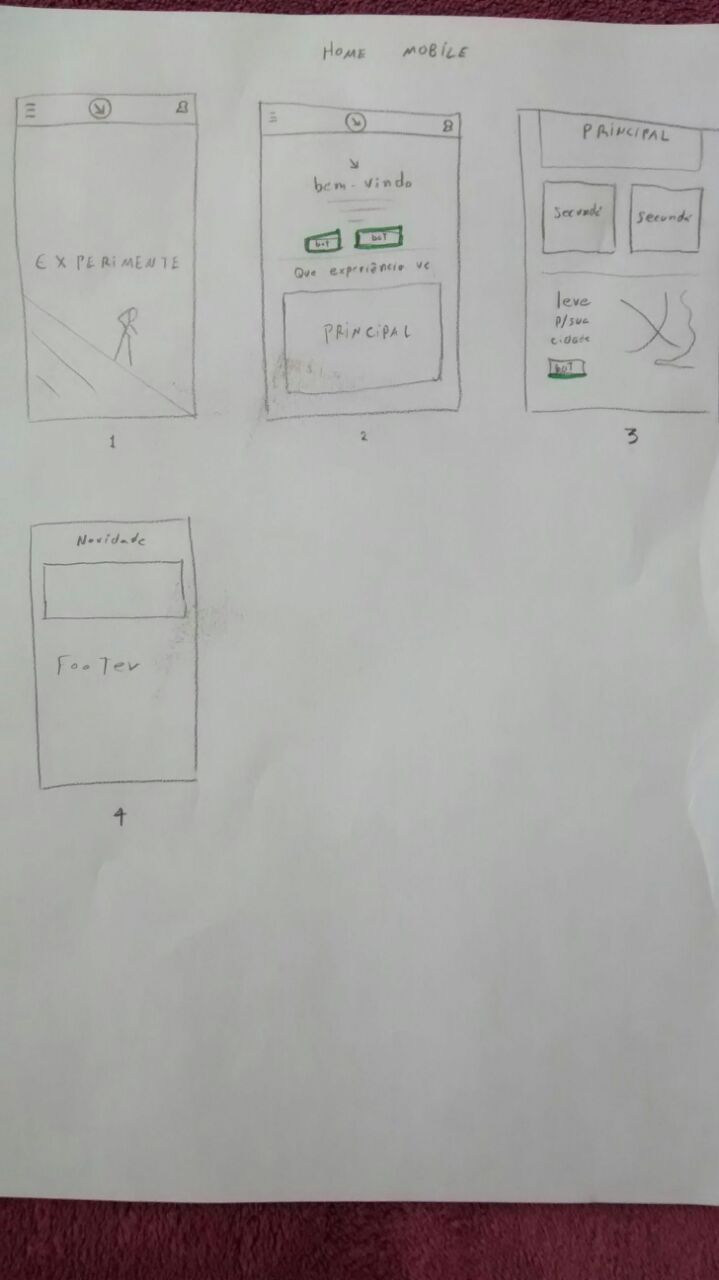 HOME MOBILE
EXPERIMENTE
1
bem-vindo
bot bot
Que experiência vc
PRINCIPAL
2
PRINCIPAL
Secundá Secundá
leve
P/sua
cidade
bot
3
Novidade
Footer
4